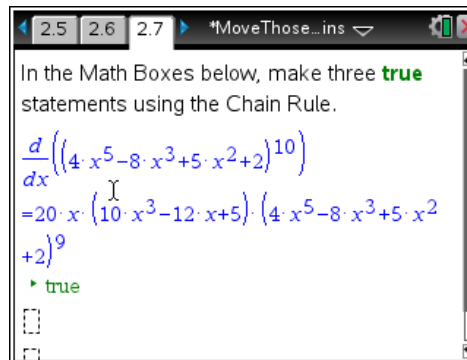 2.5 2.6 2.7 *MoveThose…ins
In the Math Boxes below, make three true
statements using the Chain Rule.
d/dx((4·x^5-8·x^3+5·x^2+2)^10)
=20·x·(10·x^3-12·x+5)·(4·x^5-8·x^3+5·x^2
+2)^9
true